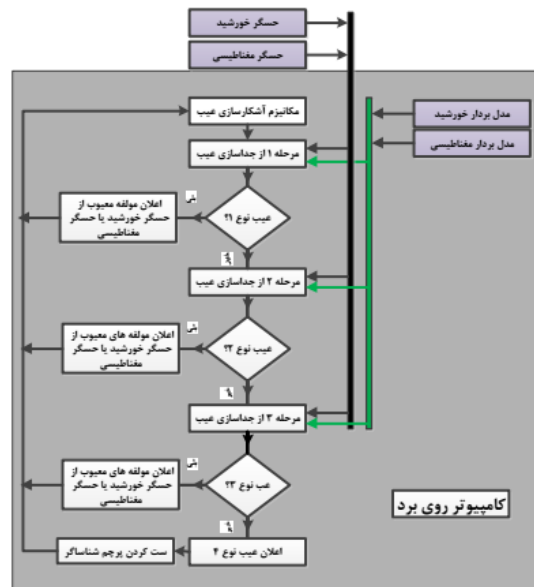 حسگر خورشید
حسگر مغناطیسی
مدل بردار خورشید
مدل بردار مغناطیسی
مکانیزم آشکارسازی عیب
مرحله ۱ از جداسازی عیب
عیب نوع ۱؟
بلی
اعلان مولفه معیوب از
حسگر خورشید یا حسگر
مغناطیسی
خیر
مرحله ۲ از جداسازی عیب
عیب نوع ۲؟
بلی
اعلان مولفه های معیوب از
حسگر خورشید یا حسگر
مغناطیسی
مرحله ۳ از جداسازی عیب
عب نوع ۳؟
بلی
اعلان مولفه های معیوب از
حسگر خورشید یا حسگر
مغناطیسی
اعلان عیب نوع ۴
ست کردن پرچم شناساگر
کامپیوتر روی برد